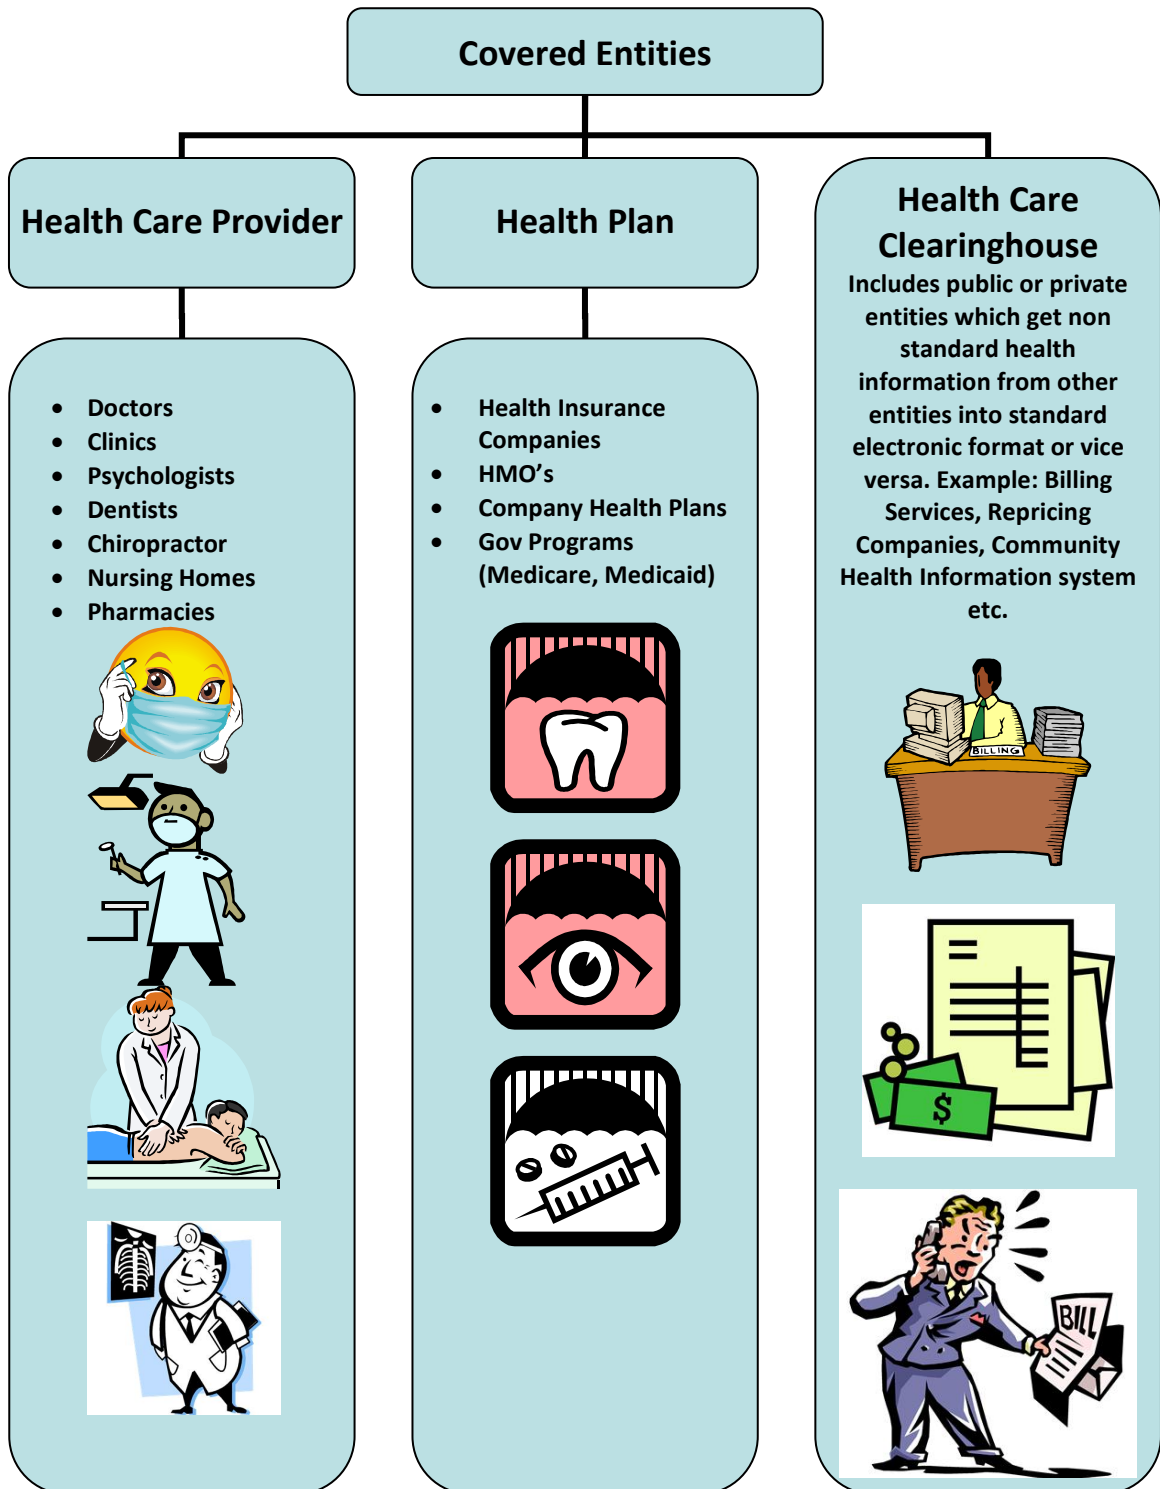 Covered Entities
Health Care Provider
• Doctors
• Clinics
• Psychologists
• Dentists
• Chiropractor
• Nursing Homes
• Pharmacies
Health Plan
• Health Insurance
Companies
• HMO's
• Company Health Plans
• Gov Programs
(Medicare, Medicaid)
Health Care
Clearinghouse
Includes public or private
entities which get non
standard health
information from other
entities into standard
electronic format or vice
versa. Example: Billing
Services, Repricing
Companies, Community
Health Information system
etc.
BILLING
$
BILL